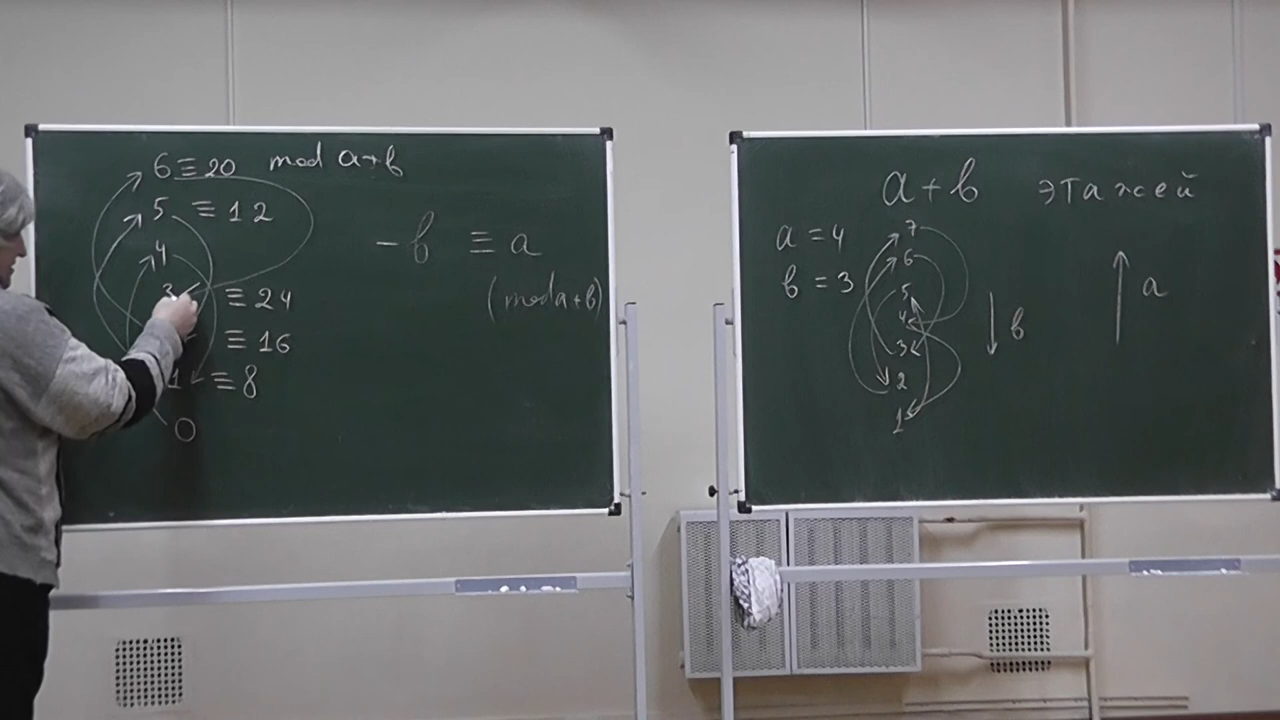 6 ≡ 20 mod a+b
5 ≡ 12
4
3 ≡ 24
≡ 16
1 ≡ 8
0
-b ≡ a
(mod a+b)
a+b этажей
a = 4
b = 3
7
6
5
4
3
2
1
b
a